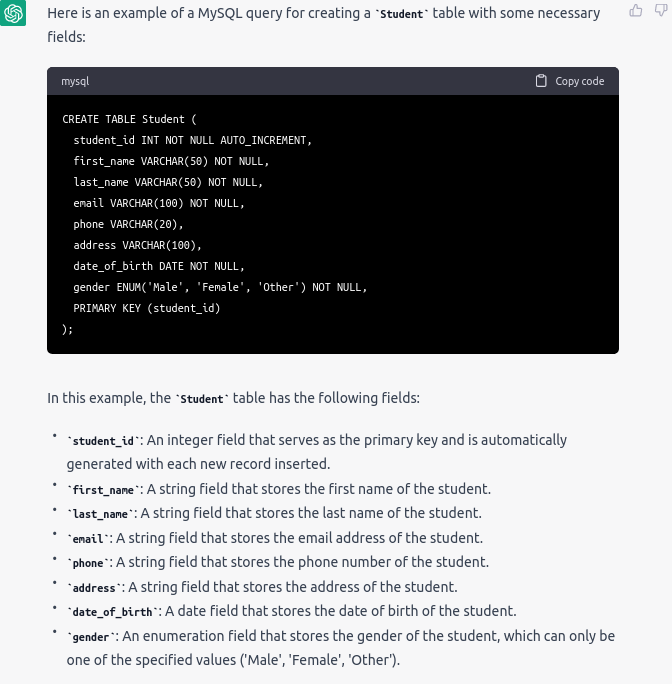 Here is an example of a MySQL query for creating a `Student` table with some necessary
fields:
mysql
Copy code
CREATE TABLE Student (
student_id INT NOT NULL AUTO_INCREMENT,
first_name VARCHAR(50) NOT NULL,
last_name VARCHAR(50) NOT NULL,
email VARCHAR(100) NOT NULL,
phone VARCHAR(20),
address VARCHAR(100),
date_of_birth DATE NOT NULL,
gender ENUM('Male', 'Female', 'Other') NOT NULL,
PRIMARY KEY (student_id)
);
In this example, the `Student` table has the following fields:
• `student_id`: An integer field that serves as the primary key and is automatically
generated with each new record inserted.
• `first_name`: A string field that stores the first name of the student.
• `last_name`: A string field that stores the last name of the student.
• `email`: A string field that stores the email address of the student.
• `phone`: A string field that stores the phone number of the student.
• `address`: A string field that stores the address of the student.
• `date_of_birth`: A date field that stores the date of birth of the student.
• `gender`: An enumeration field that stores the gender of the student, which can only be
one of the specified values ('Male', 'Female', 'Other').